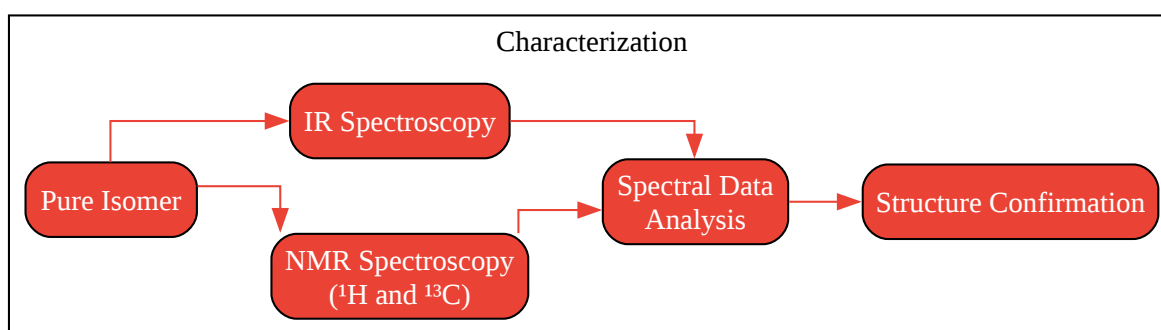 Characterization
IR Spectroscopy
Pure Isomer
NMR Spectroscopy
(¹H and ¹³C)
Spectral Data
Analysis
Structure Confirmation